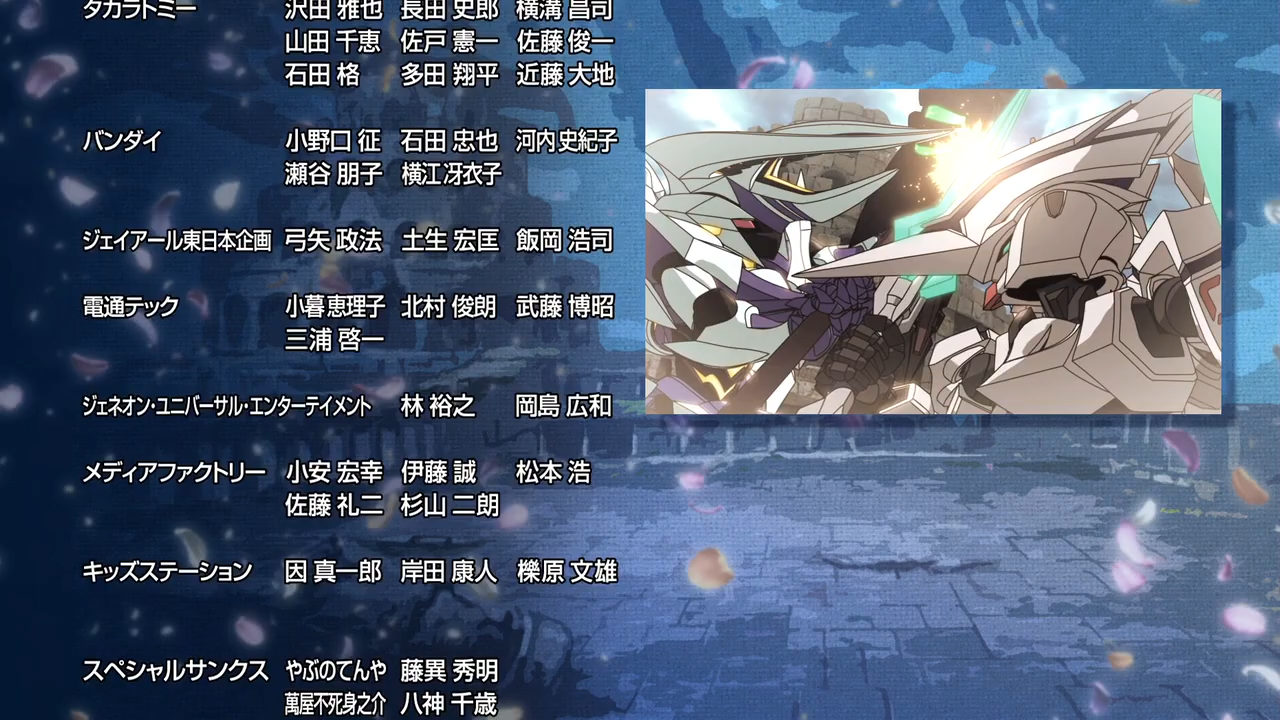 タカラトミー 沢田 雅也 長田 史郎 横溝 昌司
山田 千恵 佐戸 憲一 佐藤 俊一
石田 格 多田 翔平 近藤 大地
バンダイ 小野口 征 石田 忠也 河内 史紀子
瀬谷 朋子 横江 冴衣子
ジェイアール東日本企画 弓矢 政法 土生 宏匡 飯岡 浩司
電通テック 小暮 恵理子 北村 俊朗 武藤 博昭
三浦 啓一
ジェネオン・ユニバーサル・エンターテイメント 林 裕之 岡島 広和
メディアファクトリー 小安 宏幸 伊藤 誠 松本 浩
佐藤 礼二 杉山 二朗
キッズステーション 因 真一郎 岸田 康人 櫟原 文雄
スペシャルサンクス やぶのてんや 藤異 秀明
萬屋不死身之介 八神 千歳